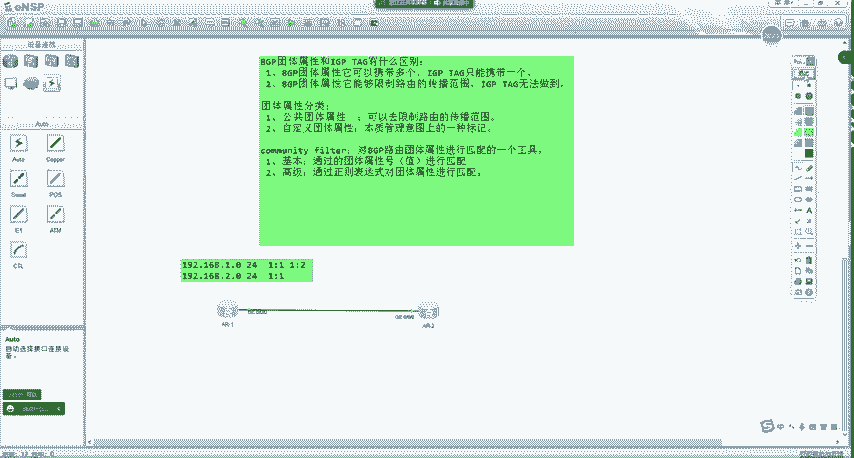 eNSP
BGP团体属性和IGP TAG有什么区别：
1、BGP团体属性它可以携带多个，IGP TAG只能携带一个。
2、BGP团体属性它能够限制路由的传播范围，IGP TAG无法做到。
团体属性分类：
1、公共团体属性 ：可以去限制路由的传播范围。
2、自定义团体属性：本质管理意图上的一种标记。
community filter：对BGP路由团体属性进行匹配的一个工具。
1、基本：通过的团体属性号（值）进行匹配
2、高级：通过正则表达式对团体属性进行匹配。
192.168.1.0 24 1:1 1:2
192.168.2.0 24 1:1
Auto
Auto
Copper
Serial
POS
E1
ATM
CTL
Auto
自动选择接口连接设备。